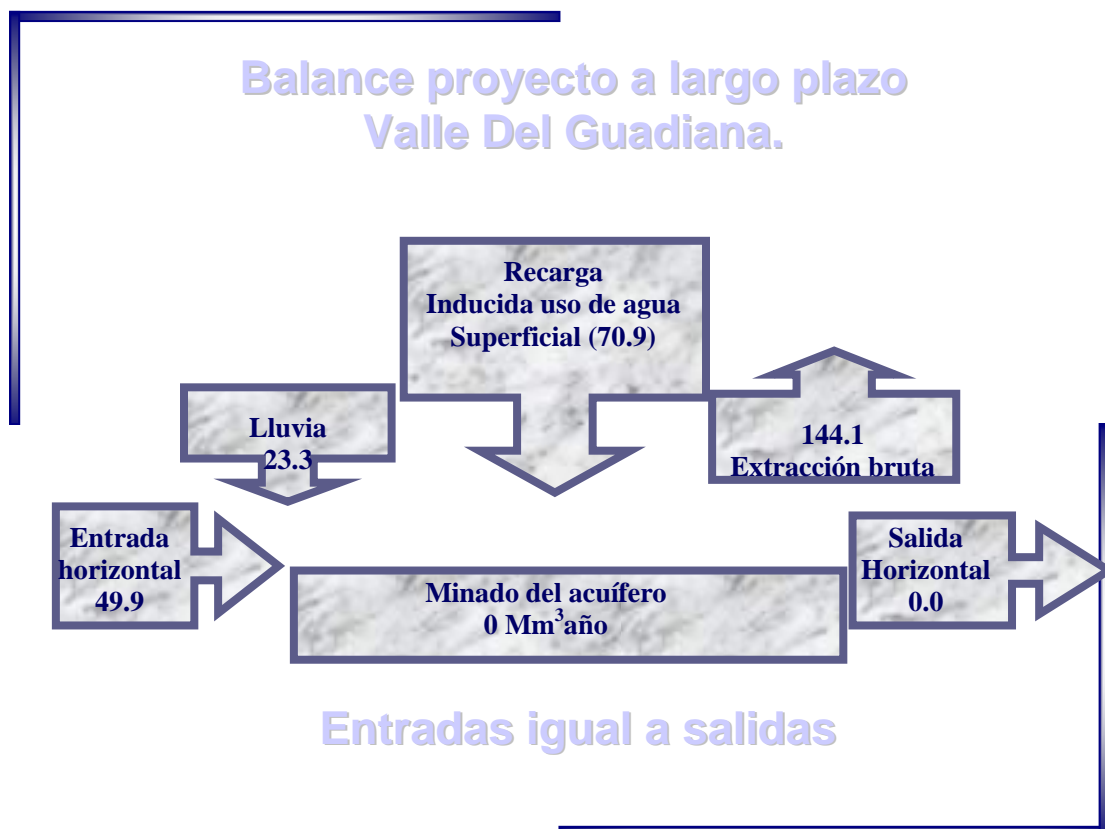 Balance proyecto a largo plazo
Valle Del Guadiana.
Recarga
Inducida uso de agua
Superficial (70.9)
Lluvia
23.3
144.1
Extracción bruta
Entrada
horizontal
49.9
Salida
Horizontal
0.0
Minado del acuífero
0 Mm³año
Entradas igual a salidas